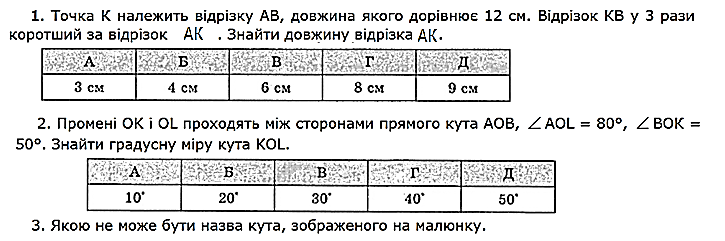 1. Точка К належить відрізку АВ, довжина якого дорівнює 12 см. Відрізок КВ у 3 рази
коротший за відрізок АК . Знайти довжину відрізка АК.
А Б В Г Д
3 см 4 см 6 см 8 см 9 см
2. Промені ОК і OL проходять між сторонами прямого кута АОВ, ∠AOL = 80°, ∠ВОК =
50°. Знайти градусну міру кута KOL.
А Б В Г Д
10° 20° 30° 40° 50°
3. Якою не може бути назва кута, зображеного на малюнку.